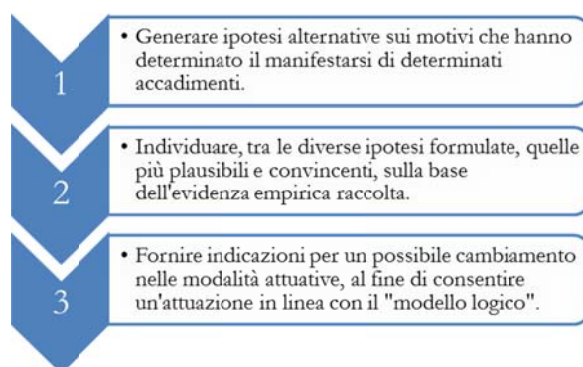 • Generare ipotesi alternative sui motivi che hanno
determinato il manifestarsi di determinati
accadimenti.
1
• Individuare, tra le diverse ipotesi formulate, quelle
più plausibili e convincenti, sulla base
dell'evidenza empirica raccolta.
2
• Fornire indicazioni per un possibile cambiamento
nelle modalità attuative, al fine di consentire
un'attuazione in linea con il "modello logico".
3